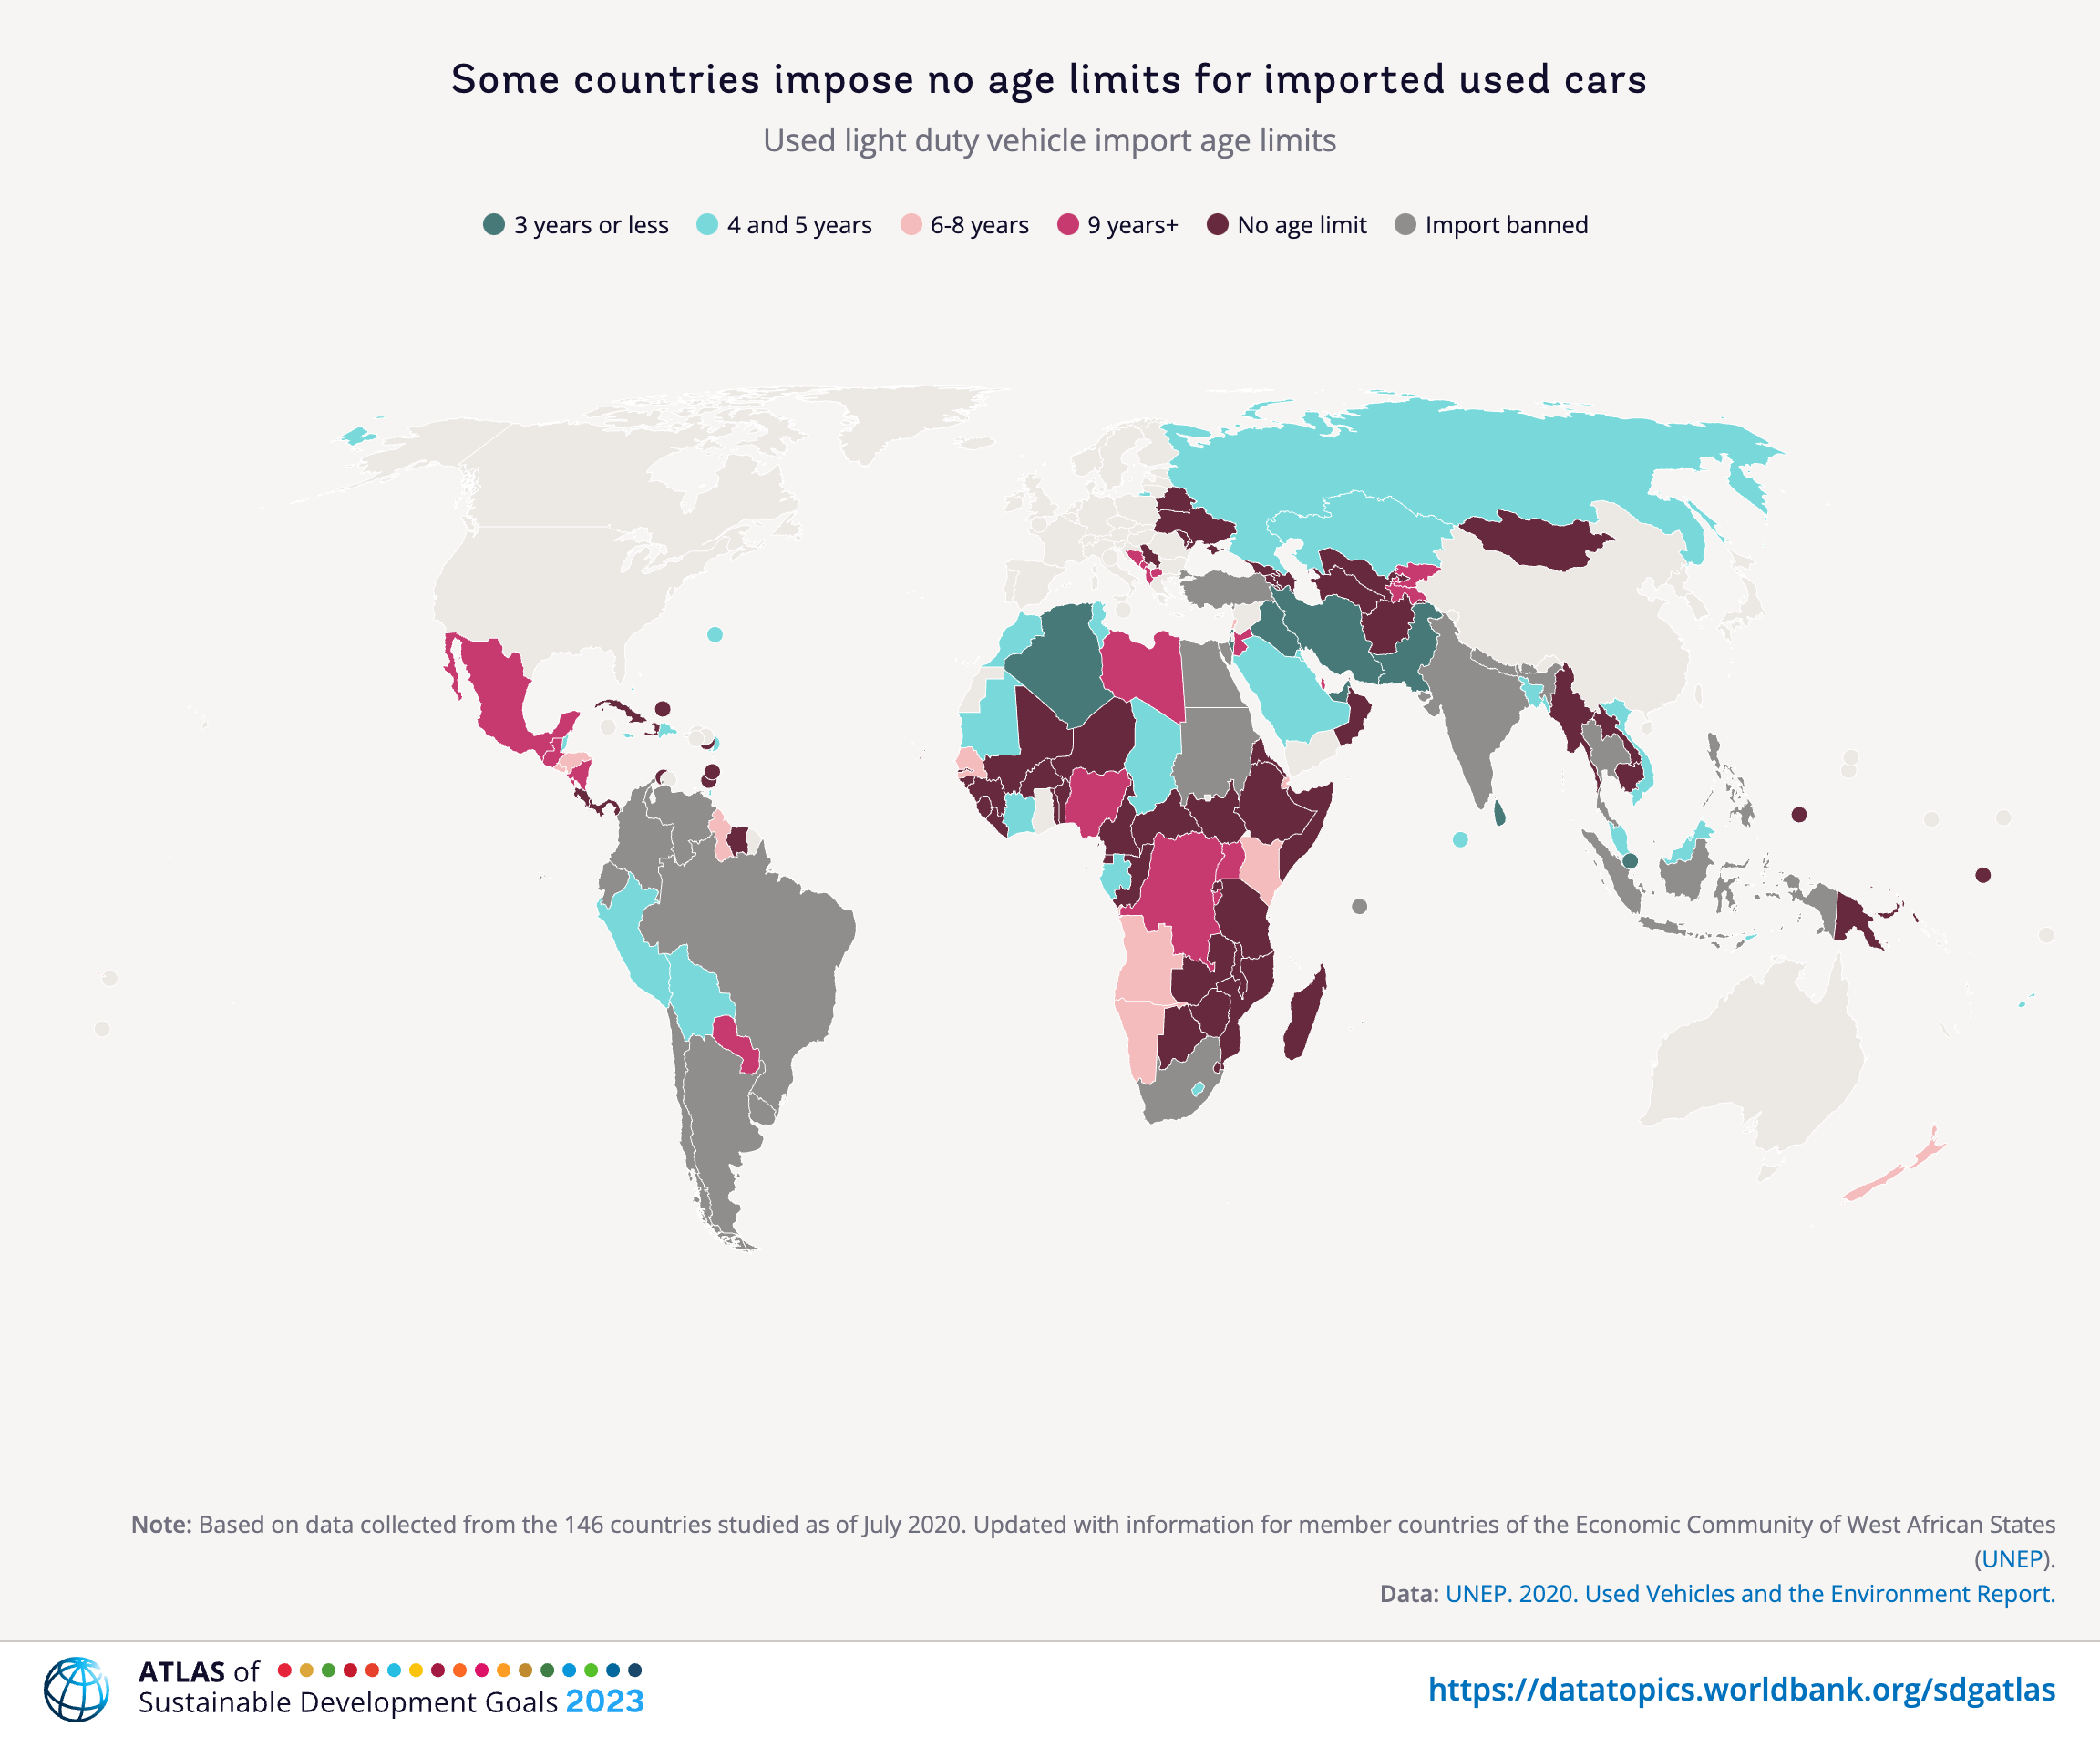 Some countries impose no age limits for imported used cars
Used light duty vehicle import age limits
3 years or less 4 and 5 years 6-8 years 9 years+ No age limit Import banned
Note: Based on data collected from the 146 countries studied as of July 2020. Updated with information for member countries of the Economic Community of West African States
(UNEP).
Data: UNEP. 2020. Used Vehicles and the Environment Report.
ATLAS of
Sustainable Development Goals 2023
https://datatopics.worldbank.org/sdgatlas